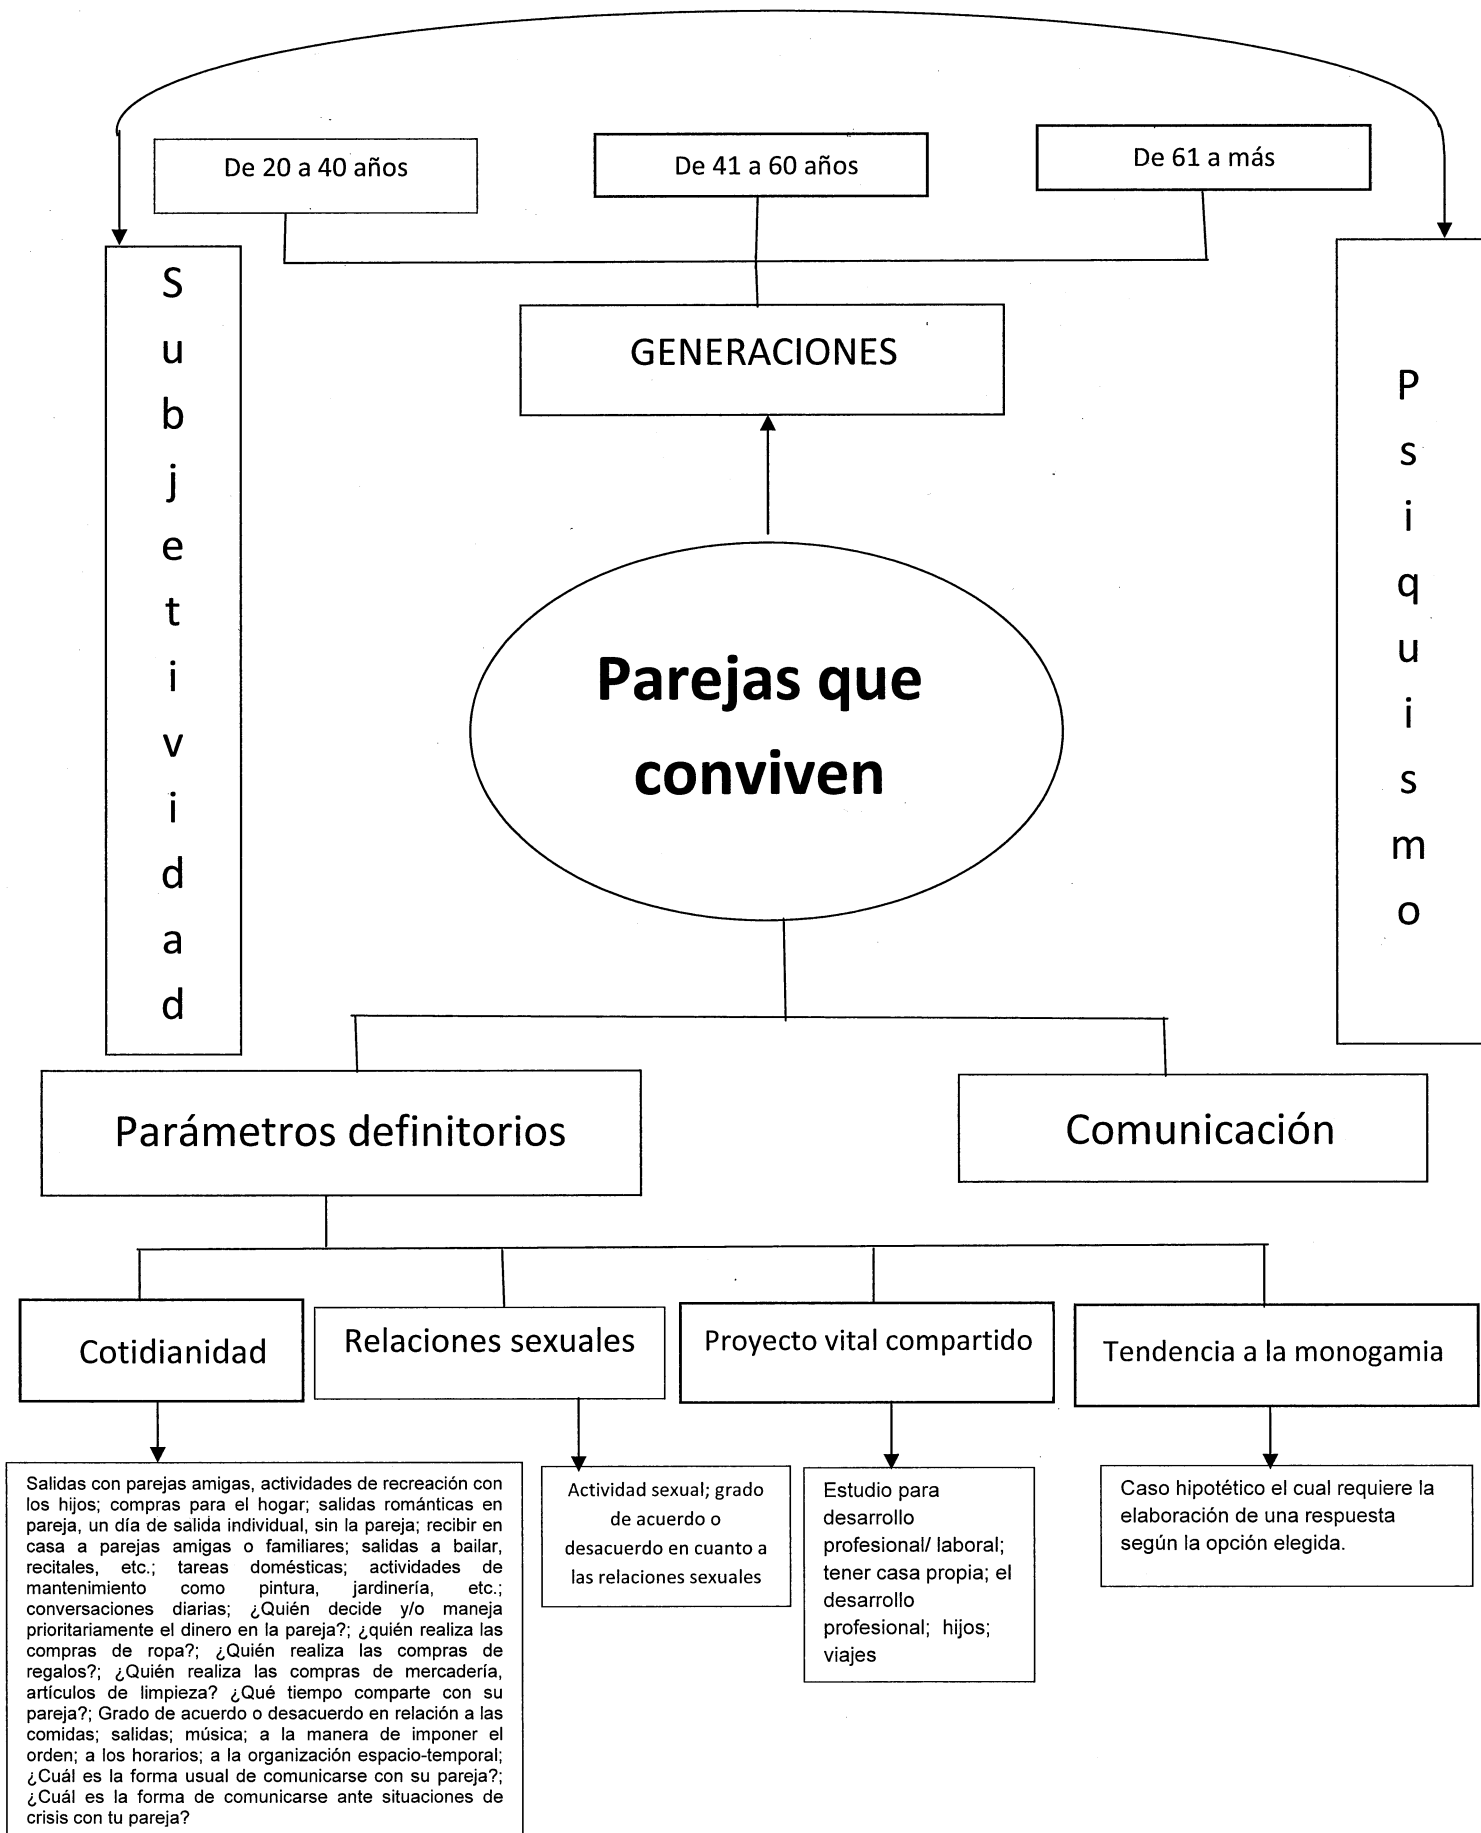 De 20 a 40 años
De 41 a 60 años
De 61 a más
Subjetividad
GENERACIONES
Psiquismo
Parejas que
conviven
Parámetros definitorios
Comunicación
Cotidianidad
Relaciones sexuales
Proyecto vital compartido
Tendencia a la monogamia
Salidas con parejas amigas, actividades de recreación con
los hijos; compras para el hogar; salidas románticas en
pareja, un día de salida individual, sin la pareja; recibir en
casa a parejas amigas o familiares; salidas a bailar,
recitales, etc.; tareas domésticas; actividades de
mantenimiento como pintura, jardinería, etc.;
conversaciones diarias; ¿Quién decide y/o maneja
prioritariamente el dinero en la pareja?; ¿quién realiza las
compras de ropa?; ¿Quién realiza las compras de
regalos?; ¿Quién realiza las compras de mercadería,
artículos de limpieza? ¿Qué tiempo comparte con su
pareja?; Grado de acuerdo o desacuerdo en relación a las
comidas; salidas; música; a la manera de imponer el
orden; a los horarios; a la organización espacio-temporal;
¿Cuál es la forma usual de comunicarse con su pareja?;
¿Cuál es la forma de comunicarse ante situaciones de
crisis con tu pareja?
Actividad sexual; grado
de acuerdo o
desacuerdo en cuanto a
las relaciones sexuales
Estudio para
desarrollo
profesional/ laboral;
tener casa propia; el
desarrollo
profesional; hijos;
viajes
Caso hipotético el cual requiere la
elaboración de una respuesta
según la opción elegida.